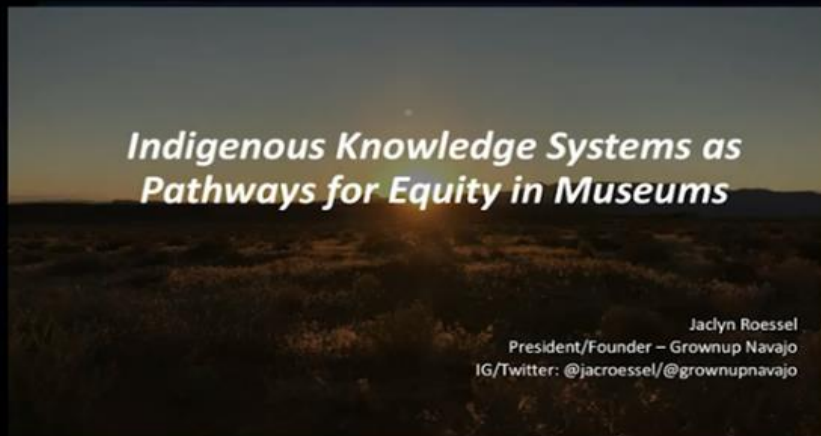 Indigenous Knowledge Systems as
Pathways for Equity in Museums
Jaclyn Roessel
President/Founder – Grownup Navajo
IG/Twitter: @jacroessel/@grownupnavajo